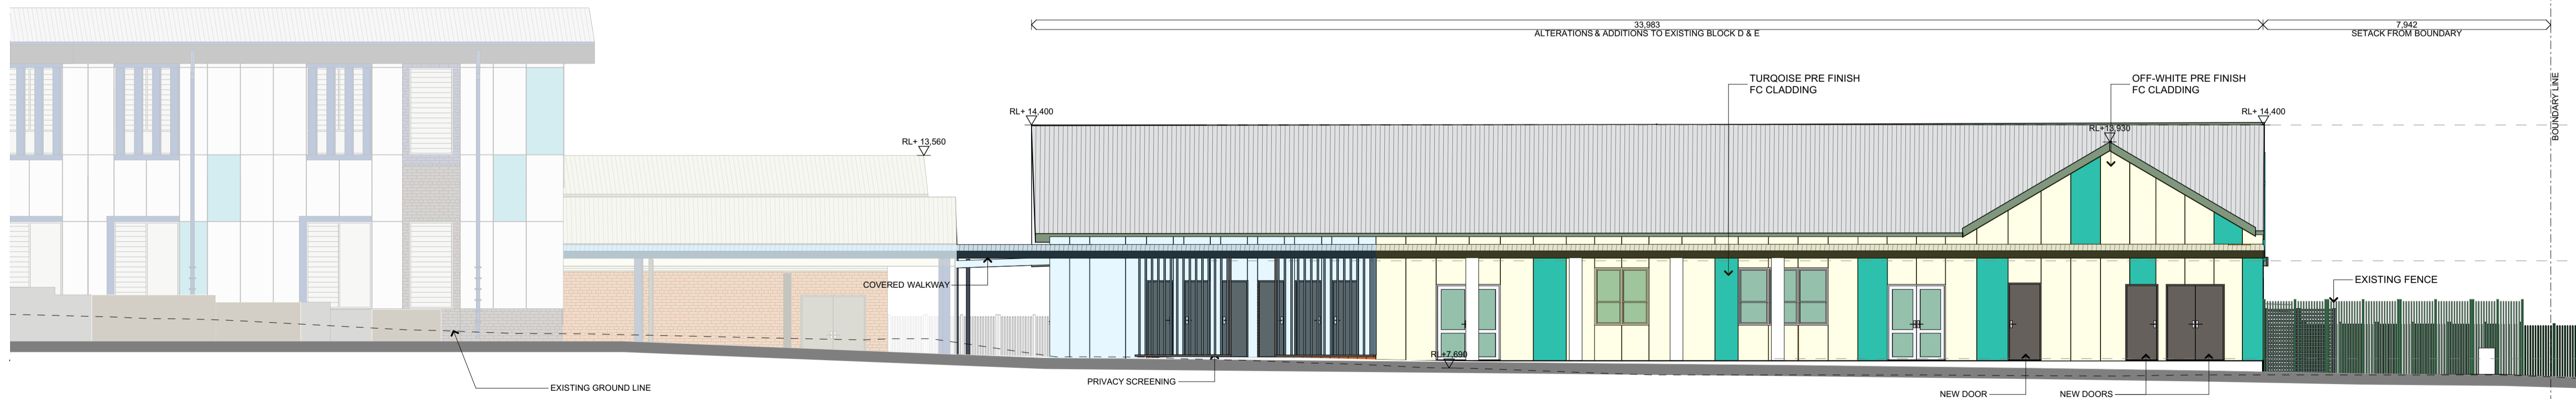 33,983
ALTERATIONS & ADDITIONS TO EXISTING BLOCK D & E
7,942
SETACK FROM BOUNDARY
BOUNDARY LINE
TURQOISE PRE FINISH
FC CLADDING
OFF-WHITE PRE FINISH
FC CLADDING
RL+ 14,400
RL+ 14,400
RL+13,930
RL+ 13,560
COVERED WALKWAY
EXISTING FENCE
RL+7,690
PRIVACY SCREENING
EXISTING GROUND LINE
NEW DOOR
NEW DOORS